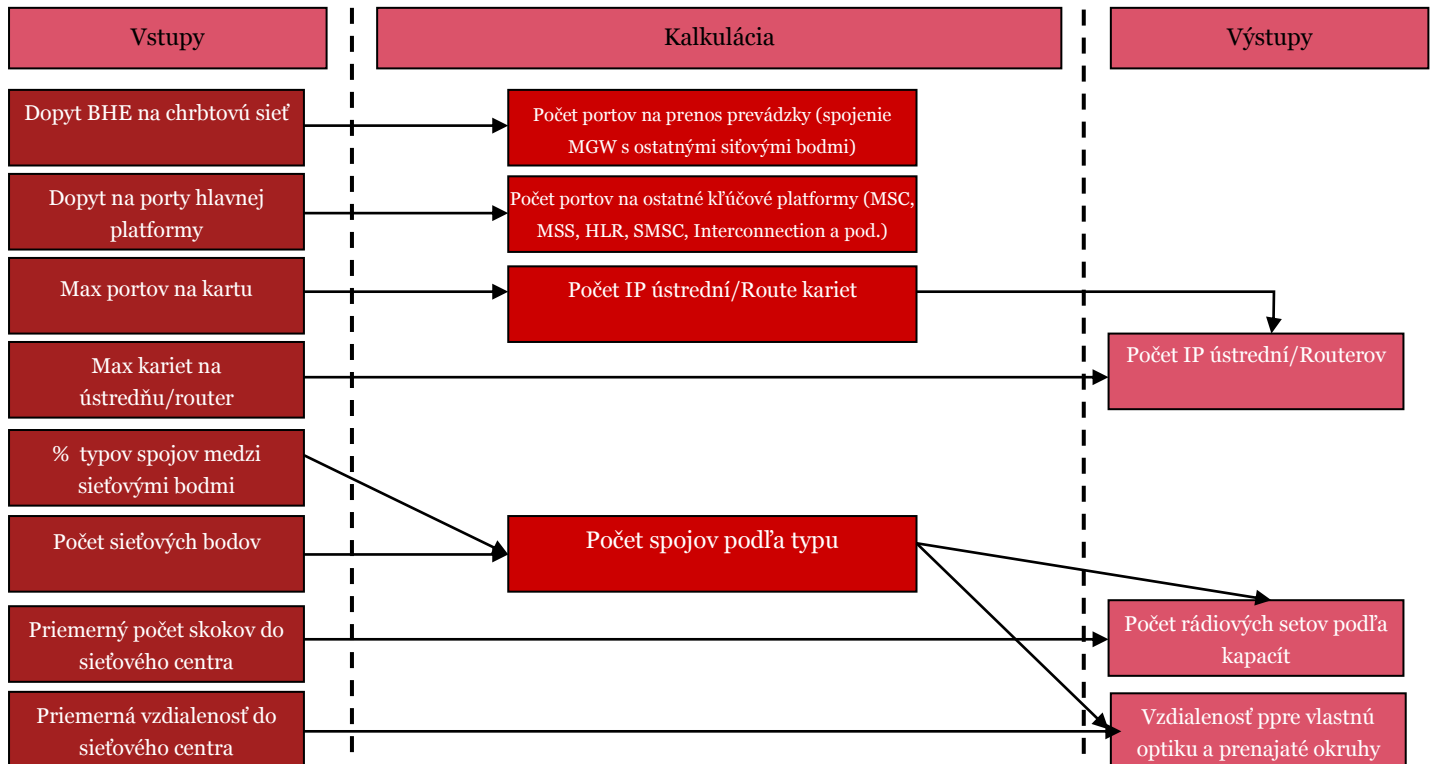 Vstupy
Kalkulácia
Výstupy
Dopyt BHE na chrbtovú sieť
Počet portov na prenos prevádzky (spojenie
MGW s ostatnými siťovými bodmi)
Dopyt na porty hlavnej
platformy
Počet portov na ostatné kľúčové platformy (MSC,
MSS, HLR, SMSC, Interconnection a pod.)
Max portov na kartu
Počet IP ústrední/Route kariet
Max kariet na
ústredňu/router
Počet IP ústrední/Routerov
% typov spojov medzi
sieťovými bodmi
Počet sieťových bodov
Počet spojov podľa typu
Priemerný počet skokov do
sieťového centra
Počet rádiových setov podľa
kapacít
Priemerná vzdialenosť do
sieťového centra
Vzdialenosť ppre vlastnú
optiku a prenajaté okruhy